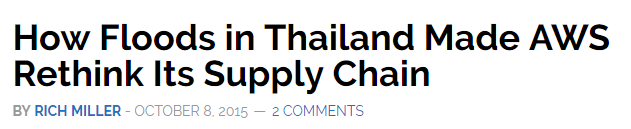 How Floods in Thailand Made AWS
Rethink Its Supply Chain
BY RICH MILLER - OCTOBER 8, 2015 — 2 COMMENTS